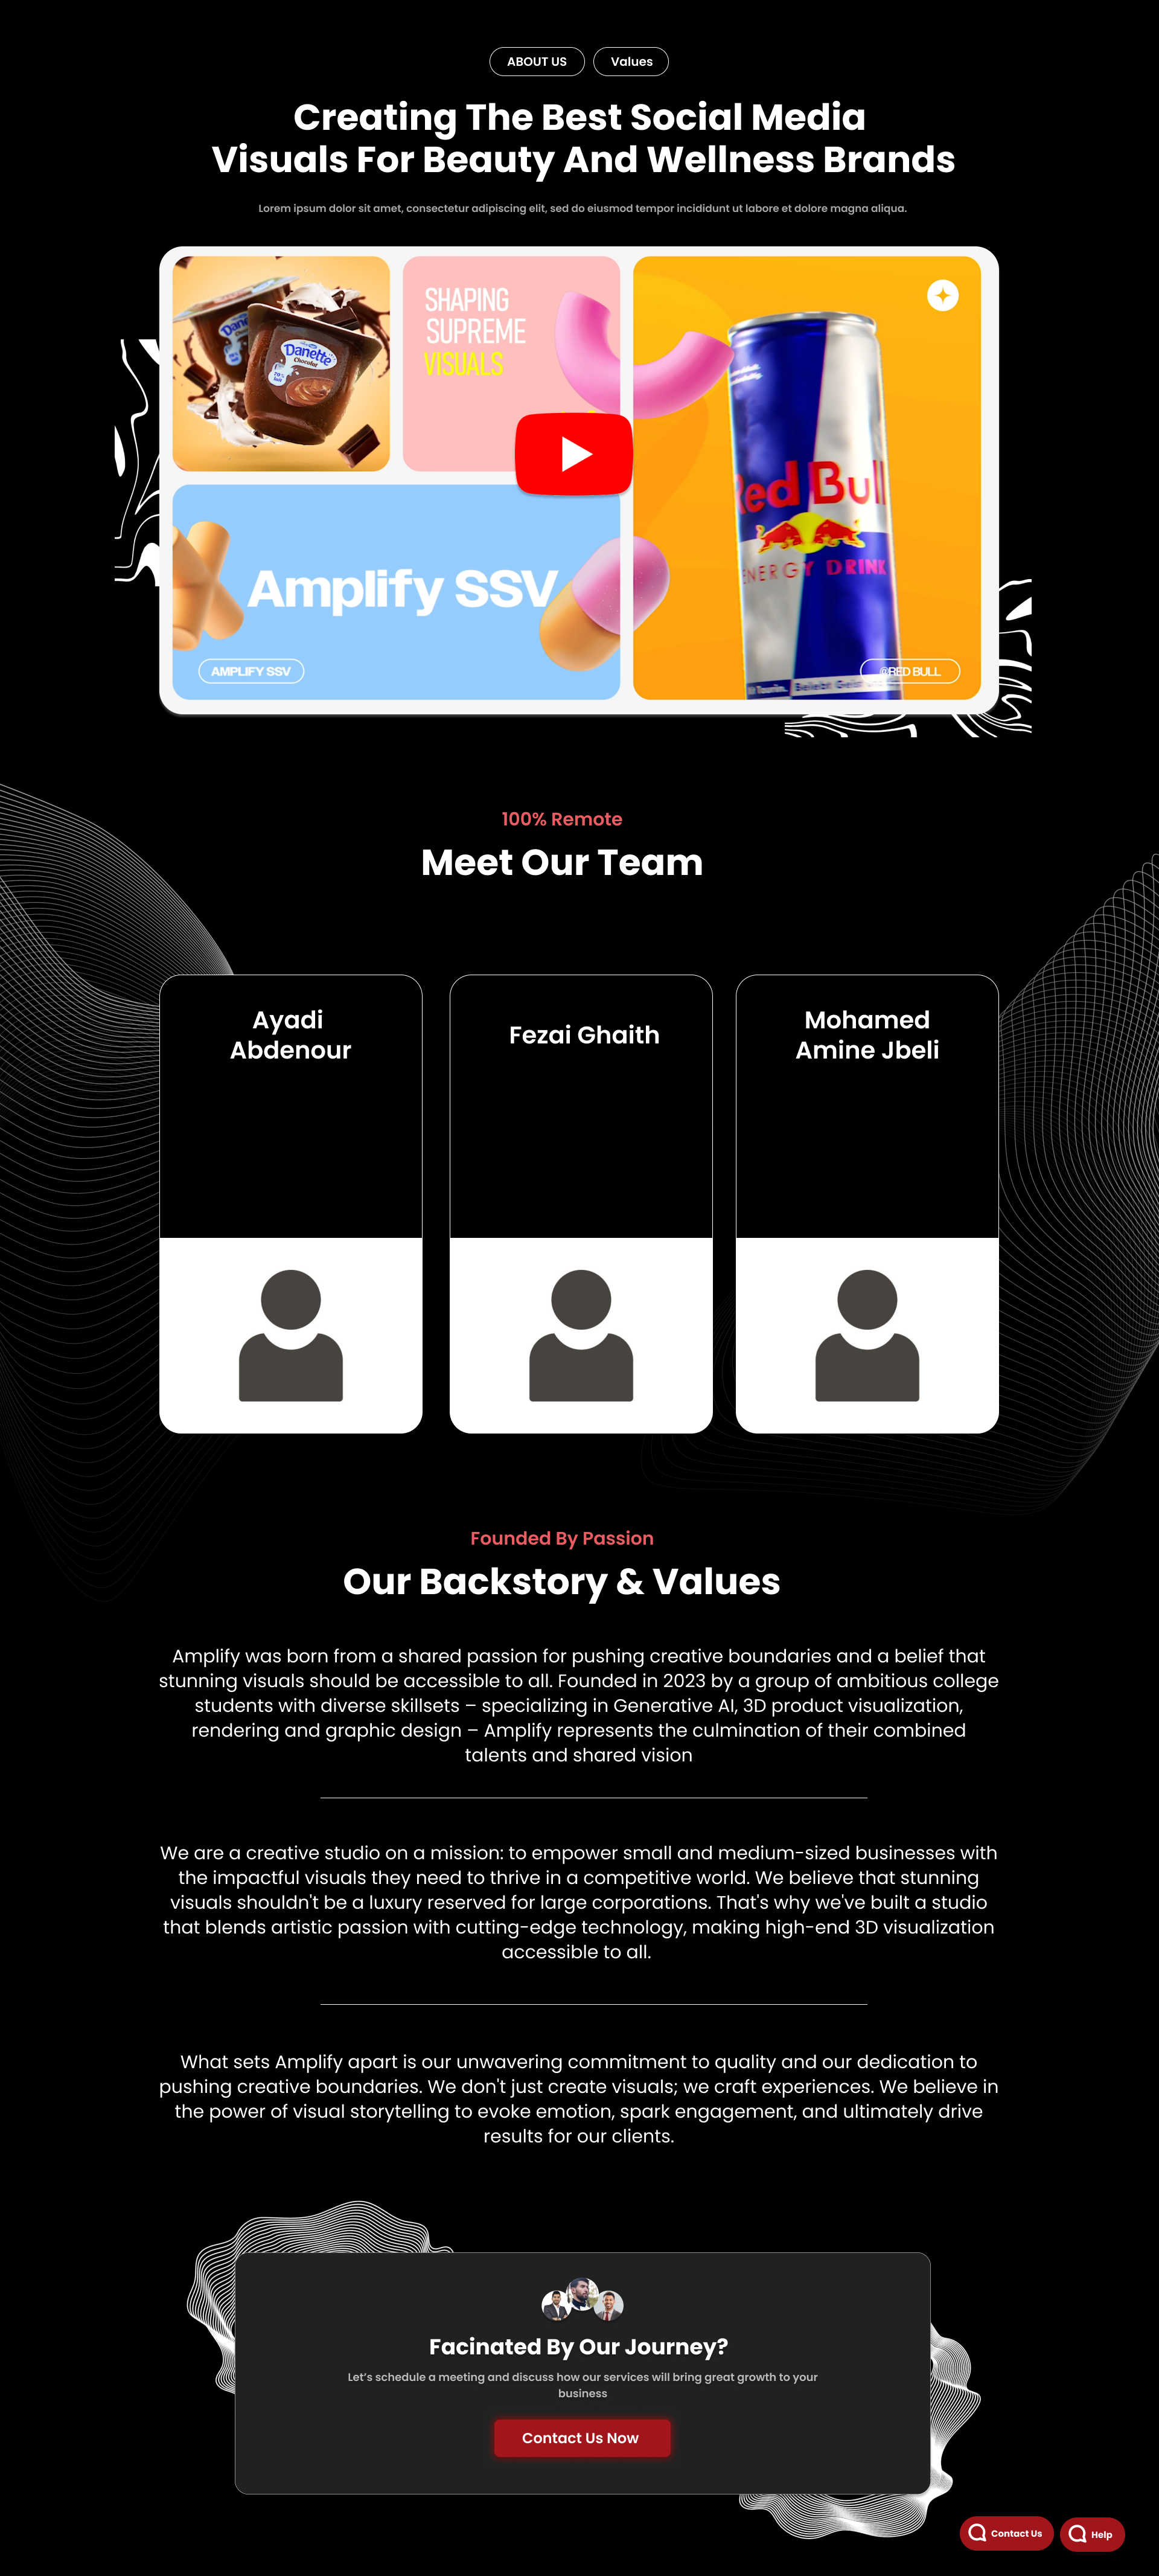 ABOUT US
Values
Creating The Best Social Media
Visuals For Beauty And Wellness Brands
Lorem ipsum dolor sit amet, consectetur adipiscing elit, sed do eiusmod tempor incididunt ut labore et dolore magna aliqua.
Danette
Chocolat
SHAPING
SUPREME
VISUALS
Red Bull
ENERGY DRINK
Amplify SSV
AMPLIFY SSV
@RED BULL
100% Remote
Meet Our Team
Ayadi
Abdenour
Fezai Ghaith
Mohamed
Amine Jbeli
Founded By Passion
Our Backstory & Values
Amplify was born from a shared passion for pushing creative boundaries and a belief that
stunning visuals should be accessible to all. Founded in 2023 by a group of ambitious college
students with diverse skillsets – specializing in Generative AI, 3D product visualization,
rendering and graphic design – Amplify represents the culmination of their combined
talents and shared vision
We are a creative studio on a mission: to empower small and medium-sized businesses with
the impactful visuals they need to thrive in a competitive world. We believe that stunning
visuals shouldn't be a luxury reserved for large corporations. That's why we've built a studio
that blends artistic passion with cutting-edge technology, making high-end 3D visualization
accessible to all.
What sets Amplify apart is our unwavering commitment to quality and our dedication to
pushing creative boundaries. We don't just create visuals; we craft experiences. We believe in
the power of visual storytelling to evoke emotion, spark engagement, and ultimately drive
results for our clients.
Facinated By Our Journey?
Let's schedule a meeting and discuss how our services will bring great growth to your
business
Contact Us Now
Contact Us
Help